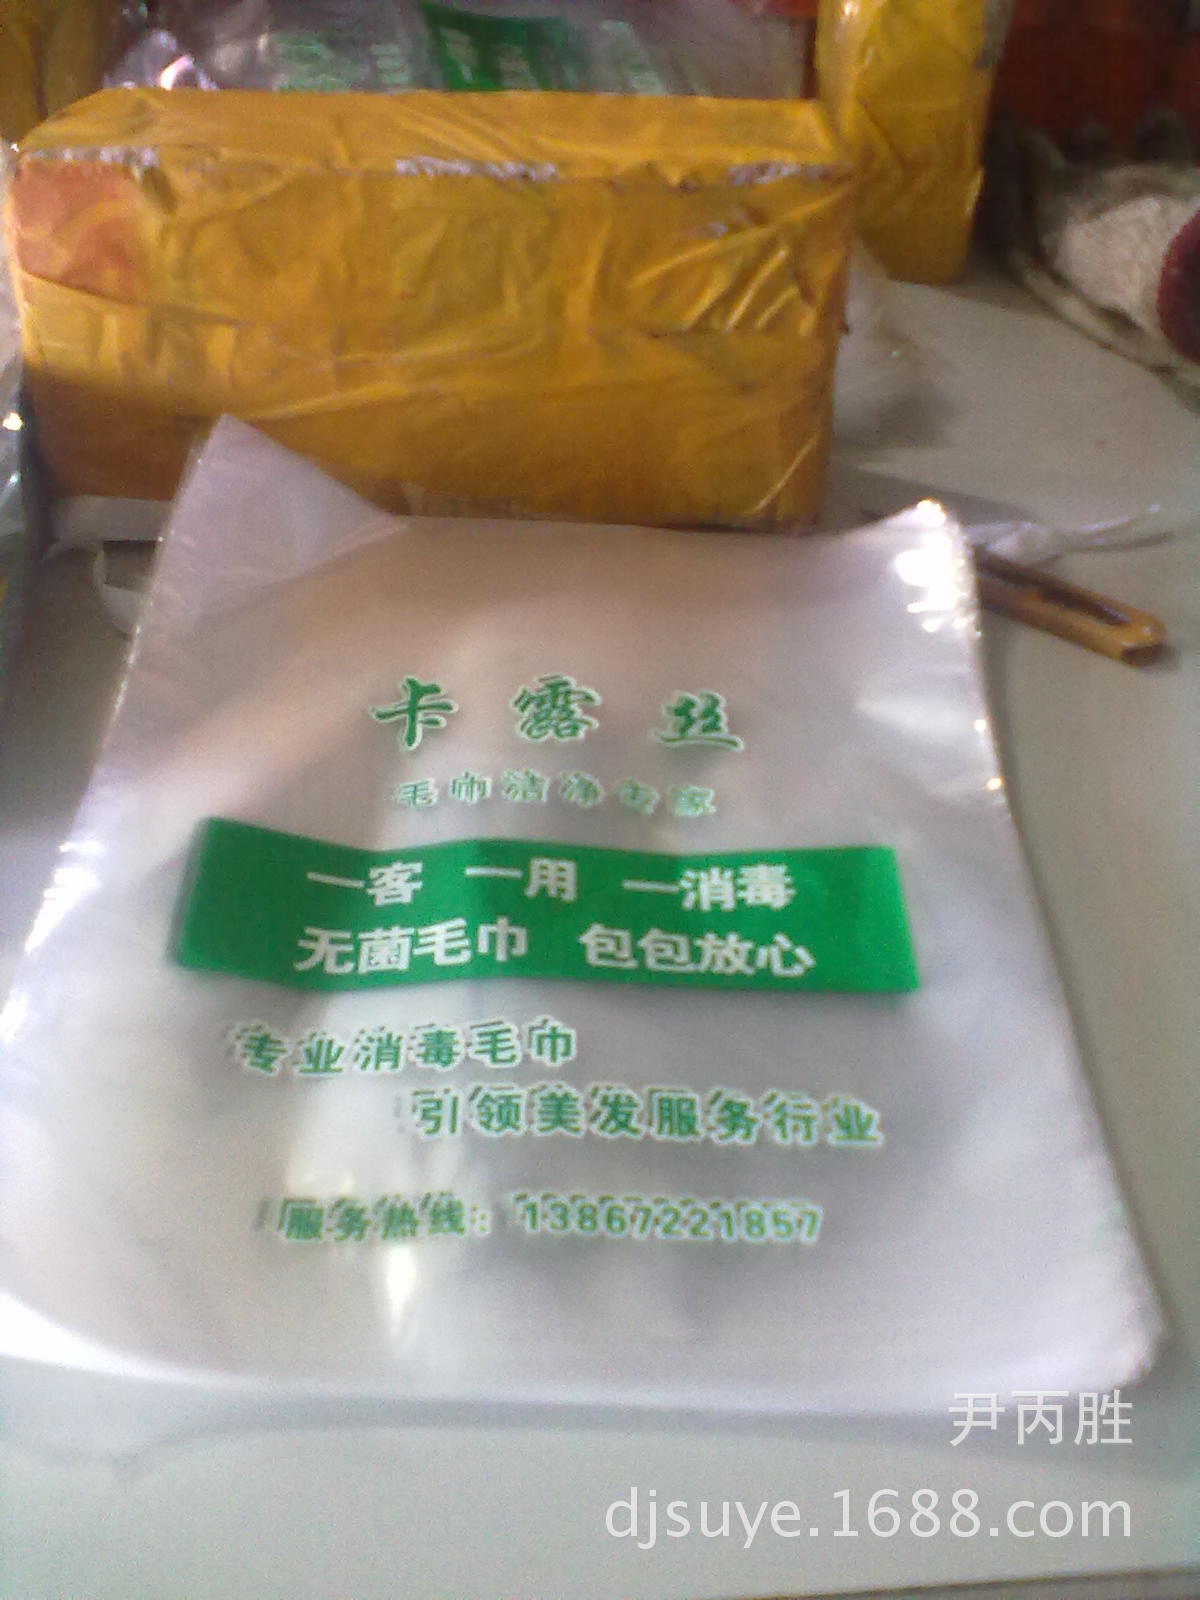 卡露丝
毛巾洁净专家
一客 一用 一消毒
无菌毛巾 包包放心
专业消毒毛巾
引领美发服务行业
服务热线：13867221857
尹丙胜
djsuye.1688.com